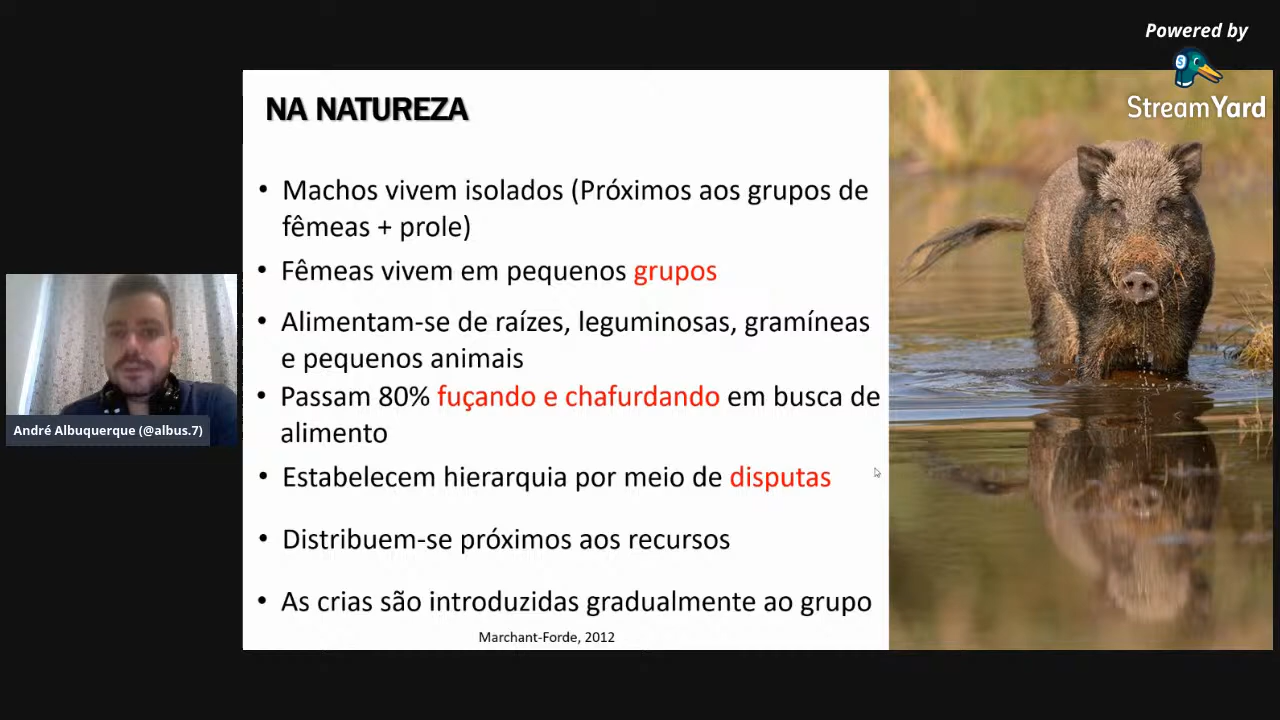 Powered by
StreamYard
NA NATUREZA
• Machos vivem isolados (Próximos aos grupos de
fêmeas + prole)
• Fêmeas vivem em pequenos grupos
• Alimentam-se de raízes, leguminosas, gramíneas
e pequenos animais
• Passam 80% fuçando e chafurdando em busca de
alimento
• Estabelecem hierarquia por meio de disputas
• Distribuem-se próximos aos recursos
• As crias são introduzidas gradualmente ao grupo
Marchant-Forde, 2012
André Albuquerque (@albus.7)